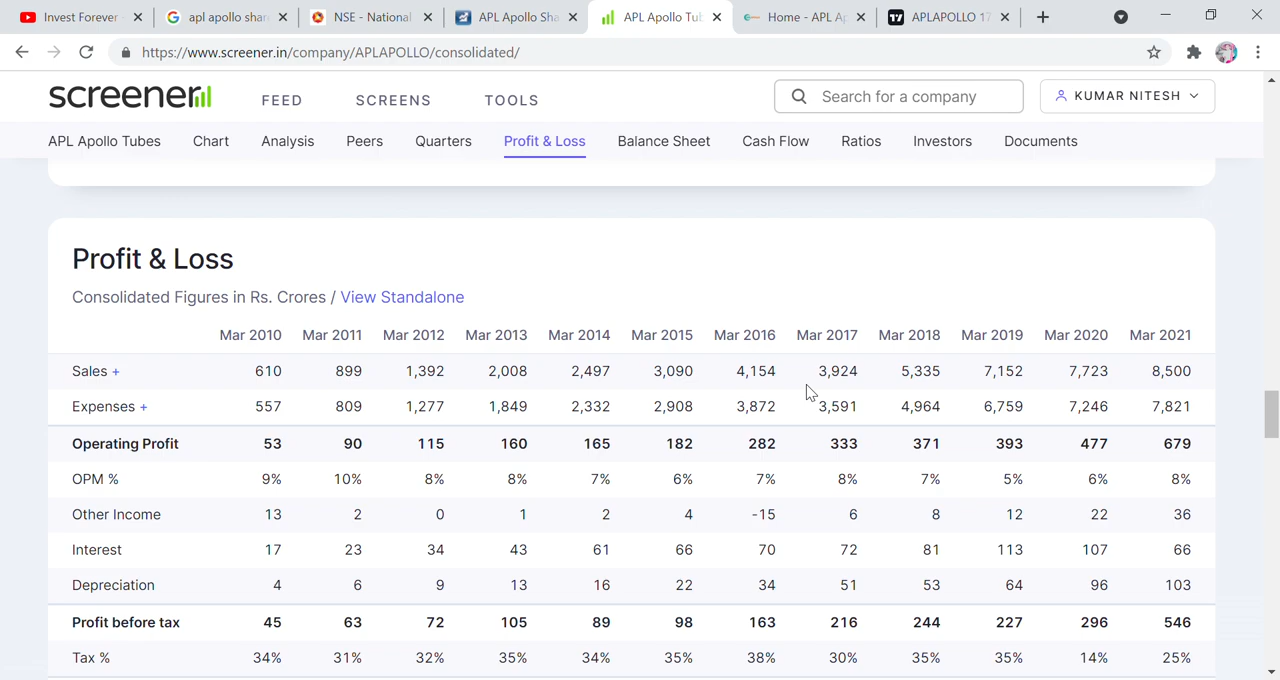 Invest Forever
apl apollo shar
NSE - National
APL Apollo Sha
APL Apollo Tub
Home - APL Ap
APLAPOLLO 17
https://www.screener.in/company/APLAPOLLO/consolidated/
screener
FEED
SCREENS
TOOLS
Search for a company
KUMAR NITESH
APL Apollo Tubes Chart Analysis Peers Quarters Profit & Loss Balance Sheet Cash Flow Ratios Investors Documents
Profit & Loss
Consolidated Figures in Rs. Crores / View Standalone
Mar 2010 Mar 2011 Mar 2012 Mar 2013 Mar 2014 Mar 2015 Mar 2016 Mar 2017 Mar 2018 Mar 2019 Mar 2020 Mar 2021
Sales + 610 899 1,392 2,008 2,497 3,090 4,154 3,924 5,335 7,152 7,723 8,500
Expenses + 557 809 1,277 1,849 2,332 2,908 3,872 3,591 4,964 6,759 7,246 7,821
Operating Profit 53 90 115 160 165 182 282 333 371 393 477 679
OPM % 9% 10% 8% 8% 7% 6% 7% 8% 7% 5% 6% 8%
Other Income 13 2 0 1 2 4 -15 6 8 12 22 36
Interest 17 23 34 43 61 66 70 72 81 113 107 66
Depreciation 4 6 9 13 16 22 34 51 53 64 96 103
Profit before tax 45 63 72 105 89 98 163 216 244 227 296 546
Tax % 34% 31% 32% 35% 34% 35% 38% 30% 35% 35% 14% 25%